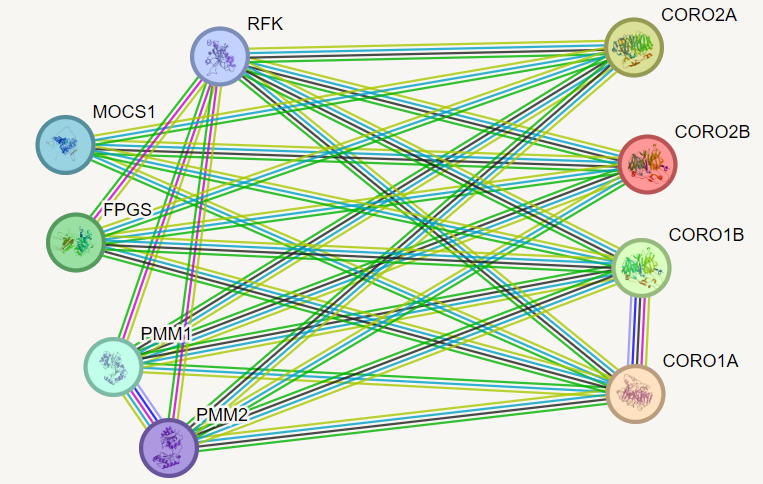 RFK
CORO2A
MOCS1
CORO2B
FPGS
CORO1B
PMM1
CORO1A
PMM2